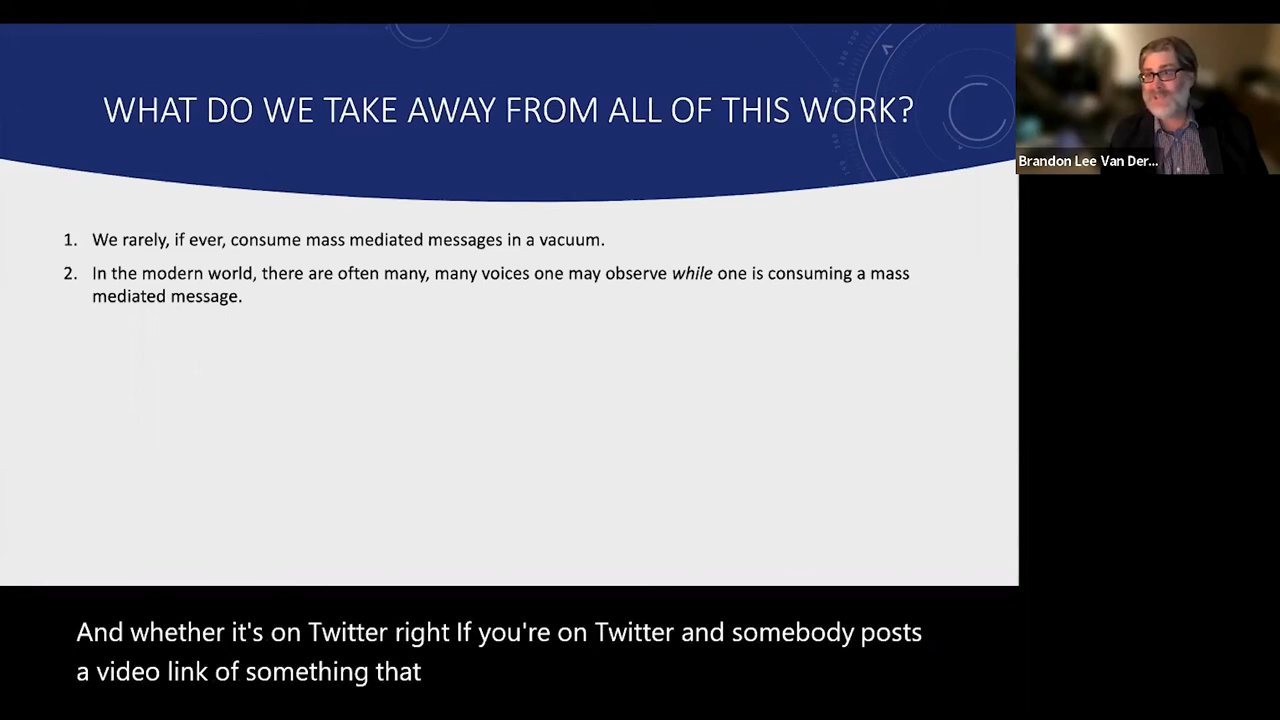 WHAT DO WE TAKE AWAY FROM ALL OF THIS WORK?
Brandon Lee Van Der...
1. We rarely, if ever, consume mass mediated messages in a vacuum.
2. In the modern world, there are often many, many voices one may observe while one is consuming a mass
mediated message.
And whether it's on Twitter right If you're on Twitter and somebody posts
a video link of something that